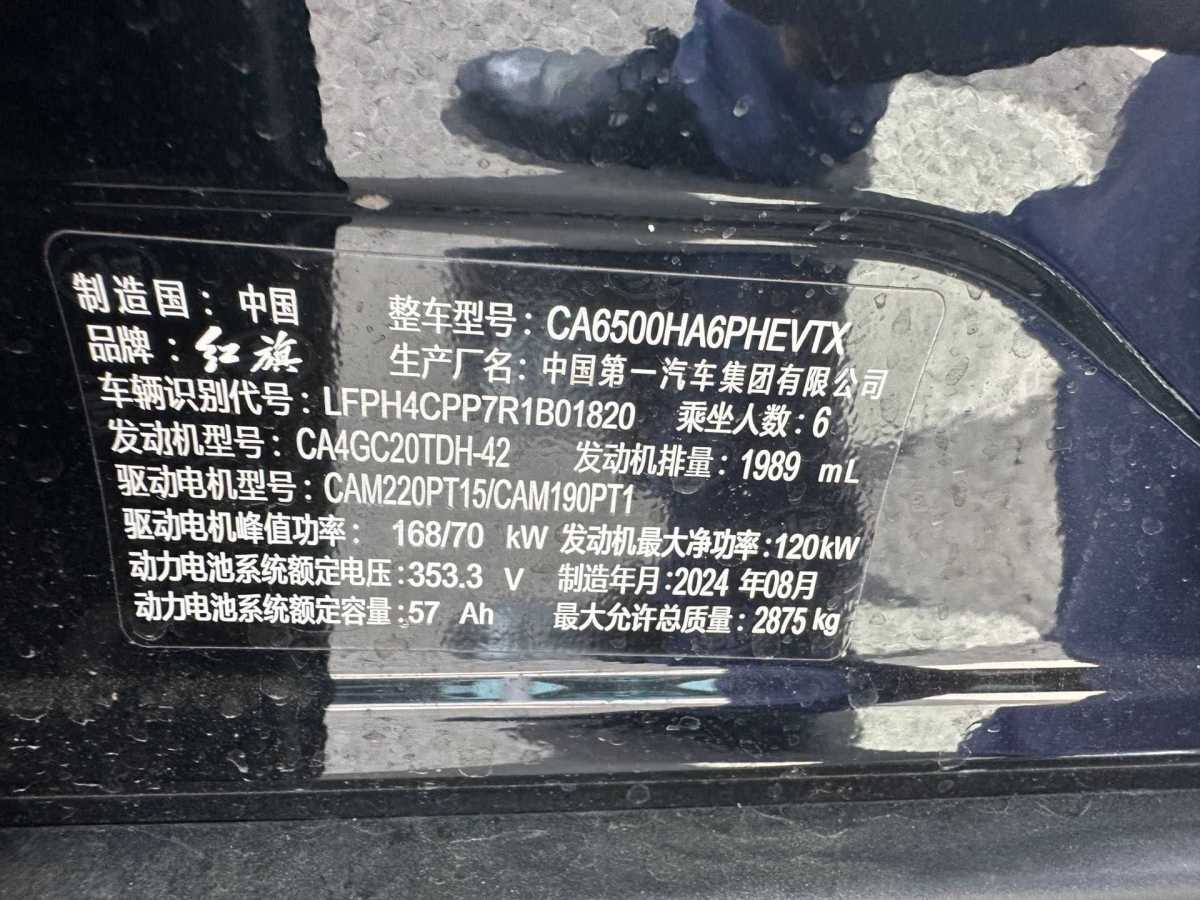 制造国：中国 整车型号：CA6500HA6PHEVTX
品牌：红旗 生产厂名：中国第一汽车集团有限公司
车辆识别代号：LFPH4CPP7R1B01820 乘坐人数：6
发动机型号：CA4GC20TDH-42 发动机排量：1989 mL
驱动电机型号：CAM220PT15/CAM190PT1
驱动电机峰值功率：168/70 kW 发动机最大净功率：120kW
动力电池系统额定电压：353.3 V 制造年月：2024 年08月
动力电池系统额定容量：57 Ah 最大允许总质量：2875 kg